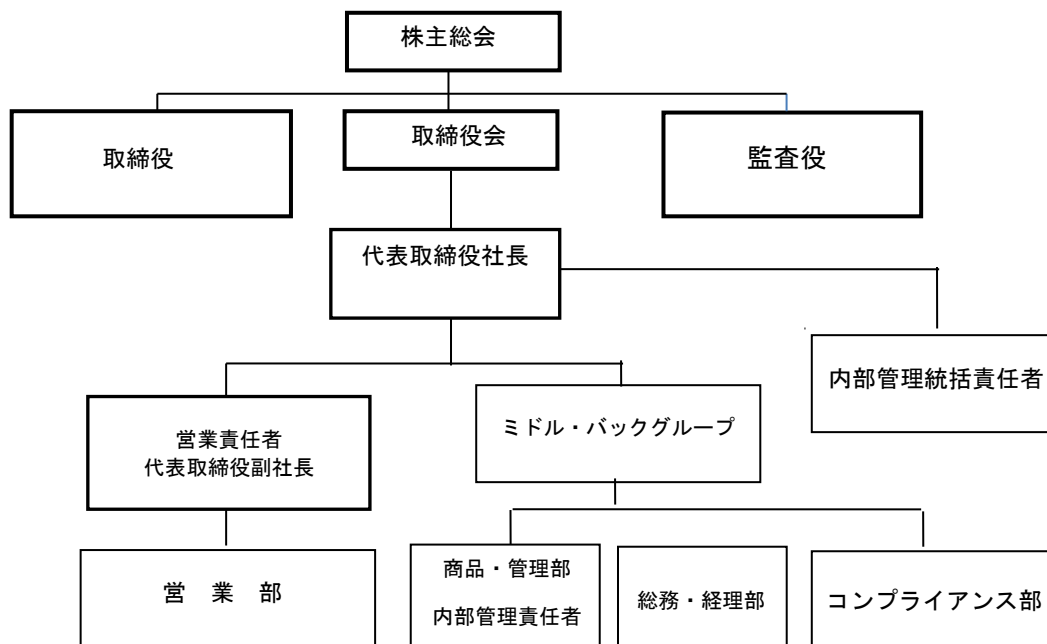 株主総会
取締役
取締役会
監査役
代表取締役社長
内部管理統括責任者
営業責任者
代表取締役副社長
ミドル・バックグループ
営　業　部
商品・管理部
内部管理責任者
総務・経理部
コンプライアンス部